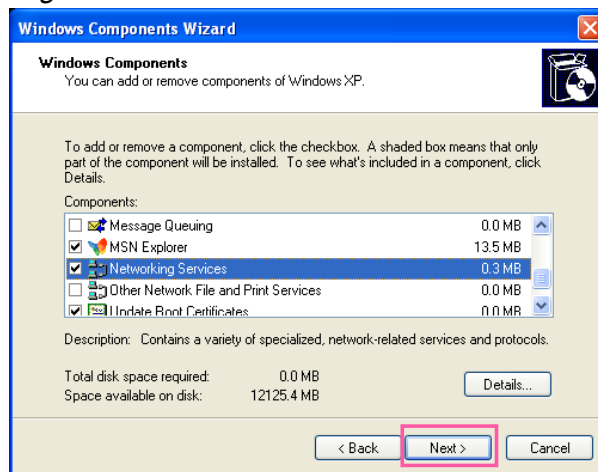 Windows Components Wizard
Windows Components
You can add or remove components of Windows XP.
To add or remove a component, click the checkbox. A shaded box means that only
part of the component will be installed. To see what's included in a component, click
Details.
Components:
Message Queuing 0.0 MB
MSN Explorer 13.5 MB
Networking Services 0.3 MB
Other Network File and Print Services 0.0 MB
Update Root Certificates 0.0 MB
Description: Contains a variety of specialized, network-related services and protocols.
Total disk space required: 0.0 MB
Space available on disk: 12125.4 MB
Details...
< Back Next > Cancel